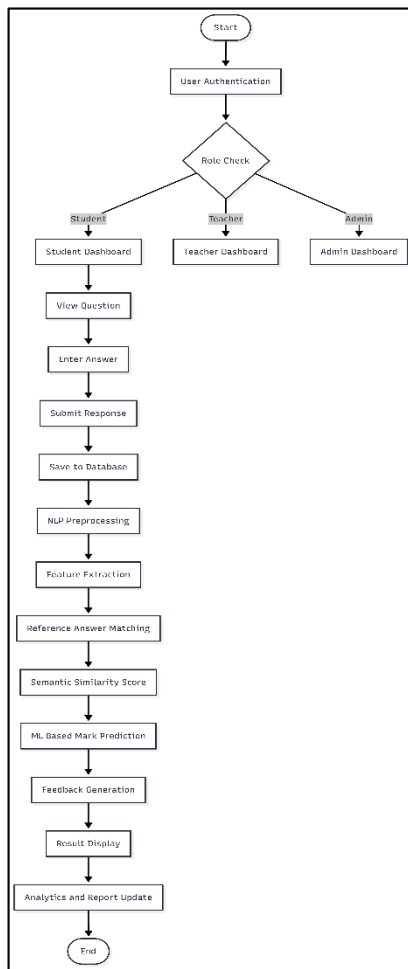 Start
User Authentication
Role Check
Student
Teacher
Admin
Student Dashboard
Teacher Dashboard
Admin Dashboard
View Question
Enter Answer
Submit Response
Save to Database
NLP Preprocessing
Feature Extraction
Reference Answer Matching
Semantic Similarity Score
ML Based Mark Prediction
Feedback Generation
Result Display
Analytics and Report Update
End